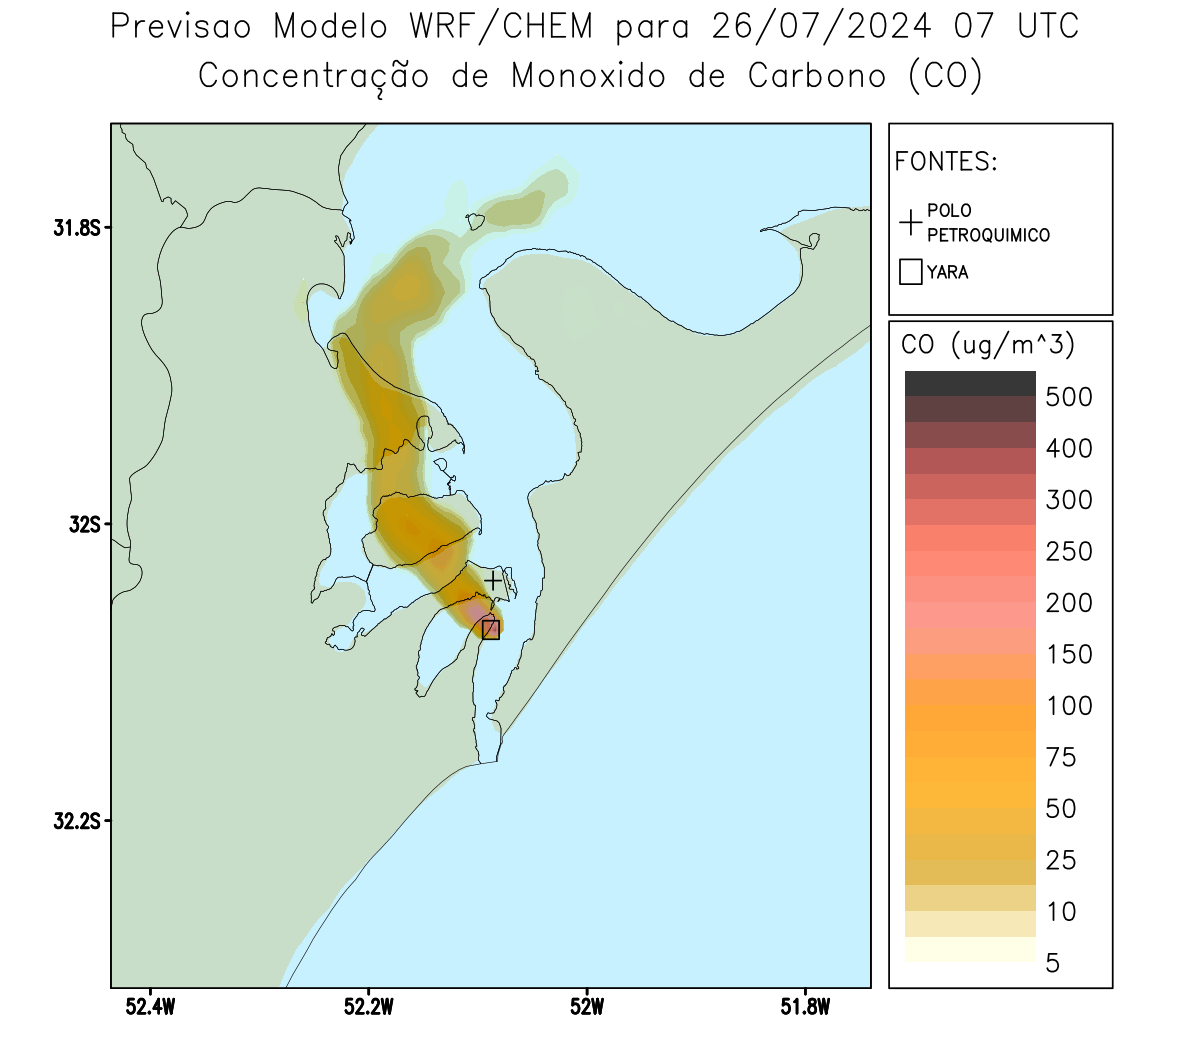 Previsao Modelo WRF/CHEM para 26/07/2024 07 UTC
Concentração de Monoxido de Carbono (CO)
FONTES:
POLO
PETROQUIMICO
YARA
CO (ug/m^3)
500
400
300
250
200
150
100
75
50
25
10
5
31.8S
32S
32.2S
52.4W
52.2W
52W
51.8W